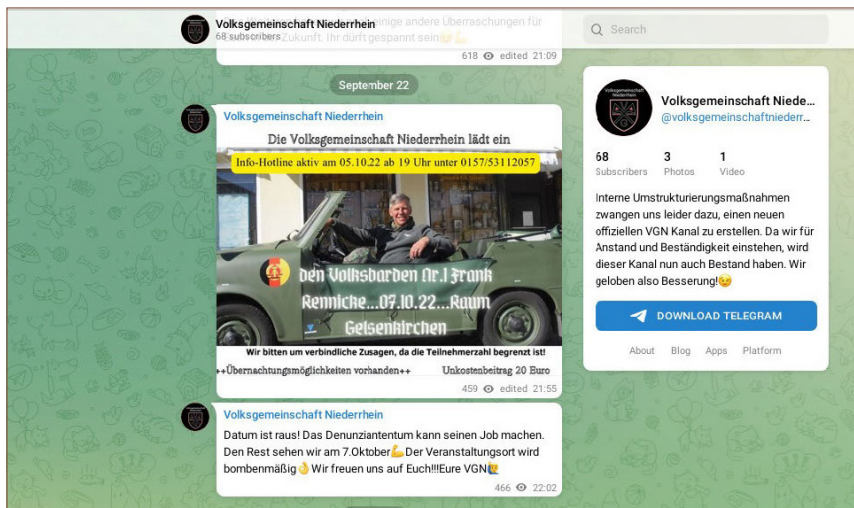 Volksgemeinschaft Niederrhein
68 subscribers
einige andere Überraschungen für
Zukunft. Ihr dürft gespannt sein
618 edited 21:09
September 22
Volksgemeinschaft Niederrhein
Die Volksgemeinschaft Niederrhein lädt ein
Info-Hotline aktiv am 05.10.22 ab 19 Uhr unter 0157/53112057
den Volksbarden Nr.1 Frank
Rennicke...07.10.22...Raum
Gelsenkirchen
Wir bitten um verbindliche Zusagen, da die Teilnehmerzahl begrenzt ist!
++Übernachtungsmöglichkeiten vorhanden++ Unkostenbeitrag 20 Euro
459 edited 21:55
Volksgemeinschaft Niederrhein
Datum ist raus! Das Denunziantentum kann seinen Job machen.
Den Rest sehen wir am 7.Oktober💪Der Veranstaltungsort wird
bombenmäßig👌Wir freuen uns auf Euch!!!Eure VGN
466 22:02
Search
Volksgemeinschaft Niede...
@volksgemeinschaftniederr...
68 3 1
Subscribers Photos Video
Interne Umstrukturierungsmaßnahmen
zwangen uns leider dazu, einen neuen
offiziellen VGN Kanal zu erstellen. Da wir für
Anstand und Beständigkeit einstehen, wird
dieser Kanal nun auch Bestand haben. Wir
geloben also Besserung!😉
DOWNLOAD TELEGRAM
About Blog Apps Platform